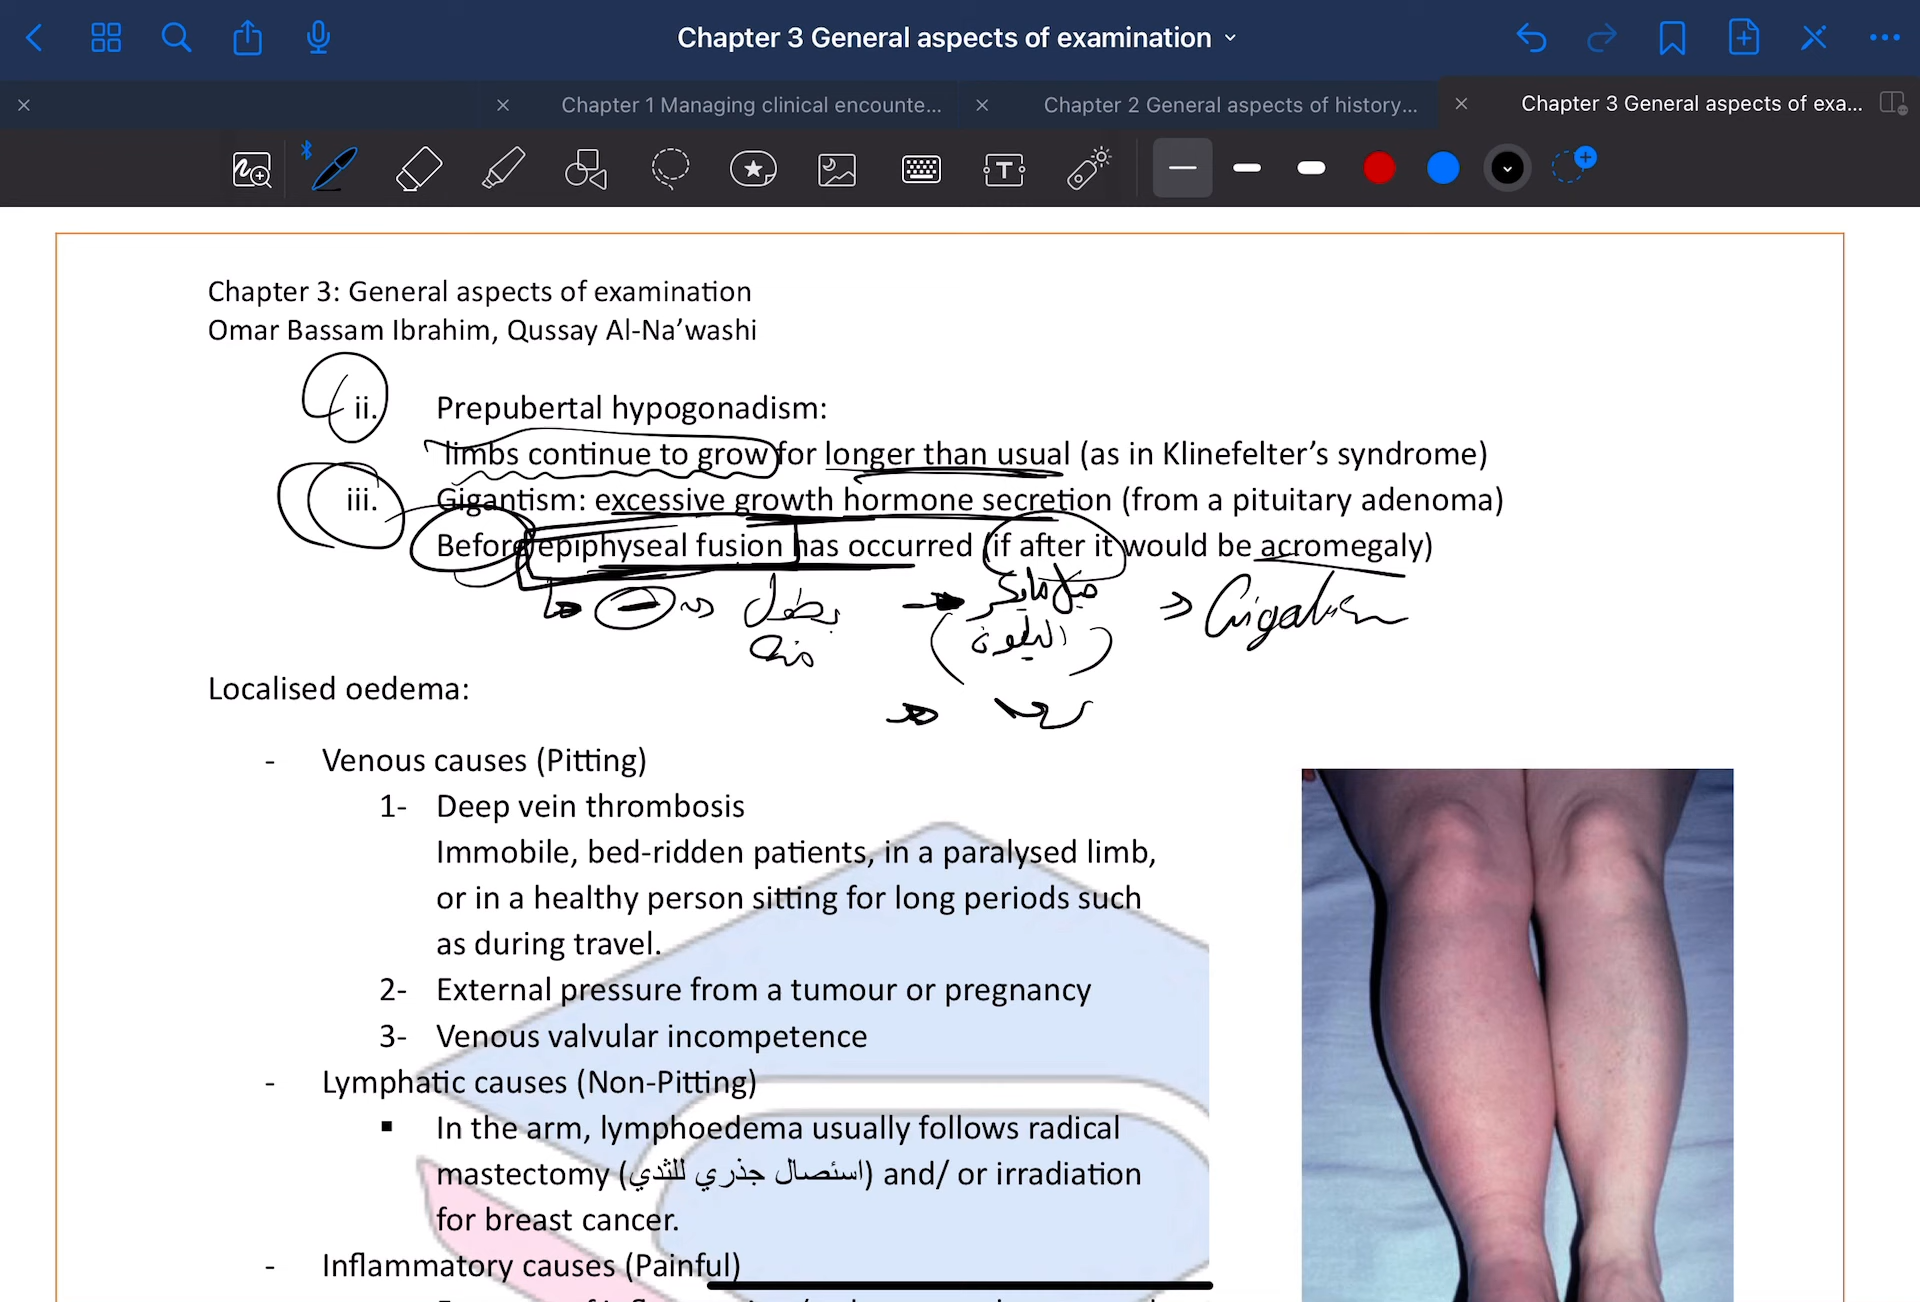 Chapter 3 General aspects of examination
Chapter 1 Managing clinical encounte...
Chapter 2 General aspects of history...
Chapter 3 General aspects of exa...
Chapter 3: General aspects of examination
Omar Bassam Ibrahim, Qussay Al-Na’washi
ii. Prepubertal hypogonadism:
limbs continue to grow for longer than usual (as in Klinefelter’s syndrome)
iii. Gigantism: excessive growth hormone secretion (from a pituitary adenoma)
Before epiphyseal fusion has occurred (if after it would be acromegaly)
بطول
منه
Localised oedema:
- Venous causes (Pitting)
1- Deep vein thrombosis
Immobile, bed-ridden patients, in a paralysed limb,
or in a healthy person sitting for long periods such
as during travel.
2- External pressure from a tumour or pregnancy
3- Venous valvular incompetence
- Lymphatic causes (Non-Pitting)
▪ In the arm, lymphoedema usually follows radical
mastectomy (استئصال جذري للثدي) and/ or irradiation
for breast cancer.
- Inflammatory causes (Painful)